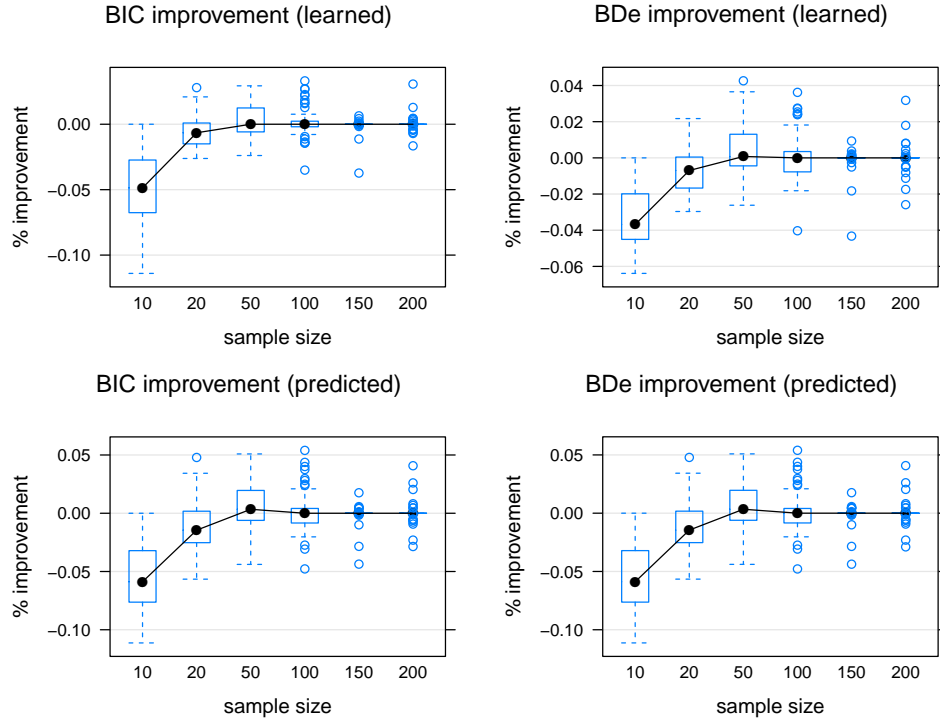 BIC improvement (learned)
% improvement
0.00
−0.05
−0.10
10 20 50 100 150 200
sample size
BDe improvement (learned)
% improvement
0.04
0.02
0.00
−0.02
−0.04
−0.06
10 20 50 100 150 200
sample size
BIC improvement (predicted)
% improvement
0.05
0.00
−0.05
−0.10
10 20 50 100 150 200
sample size
BDe improvement (predicted)
% improvement
0.05
0.00
−0.05
−0.10
10 20 50 100 150 200
sample size